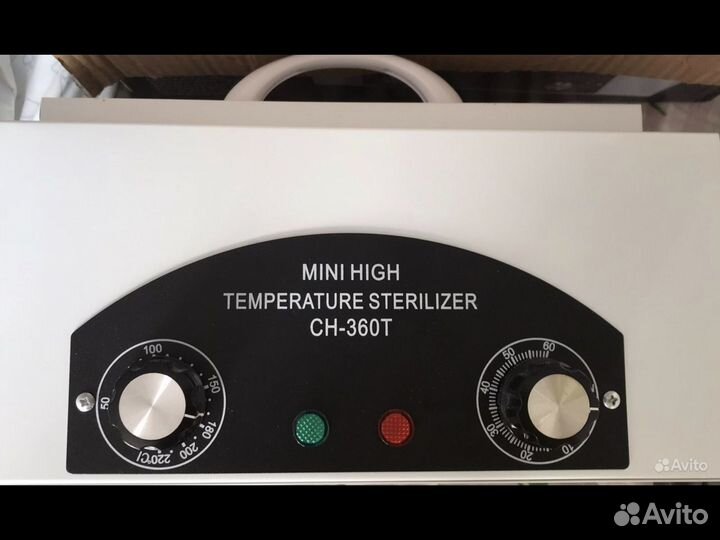 MINI HIGH
TEMPERATURE STERILIZER
CH-360T
50
100
150
180
200
220°C/
10
20
30
40
50
60
Avito
Avito